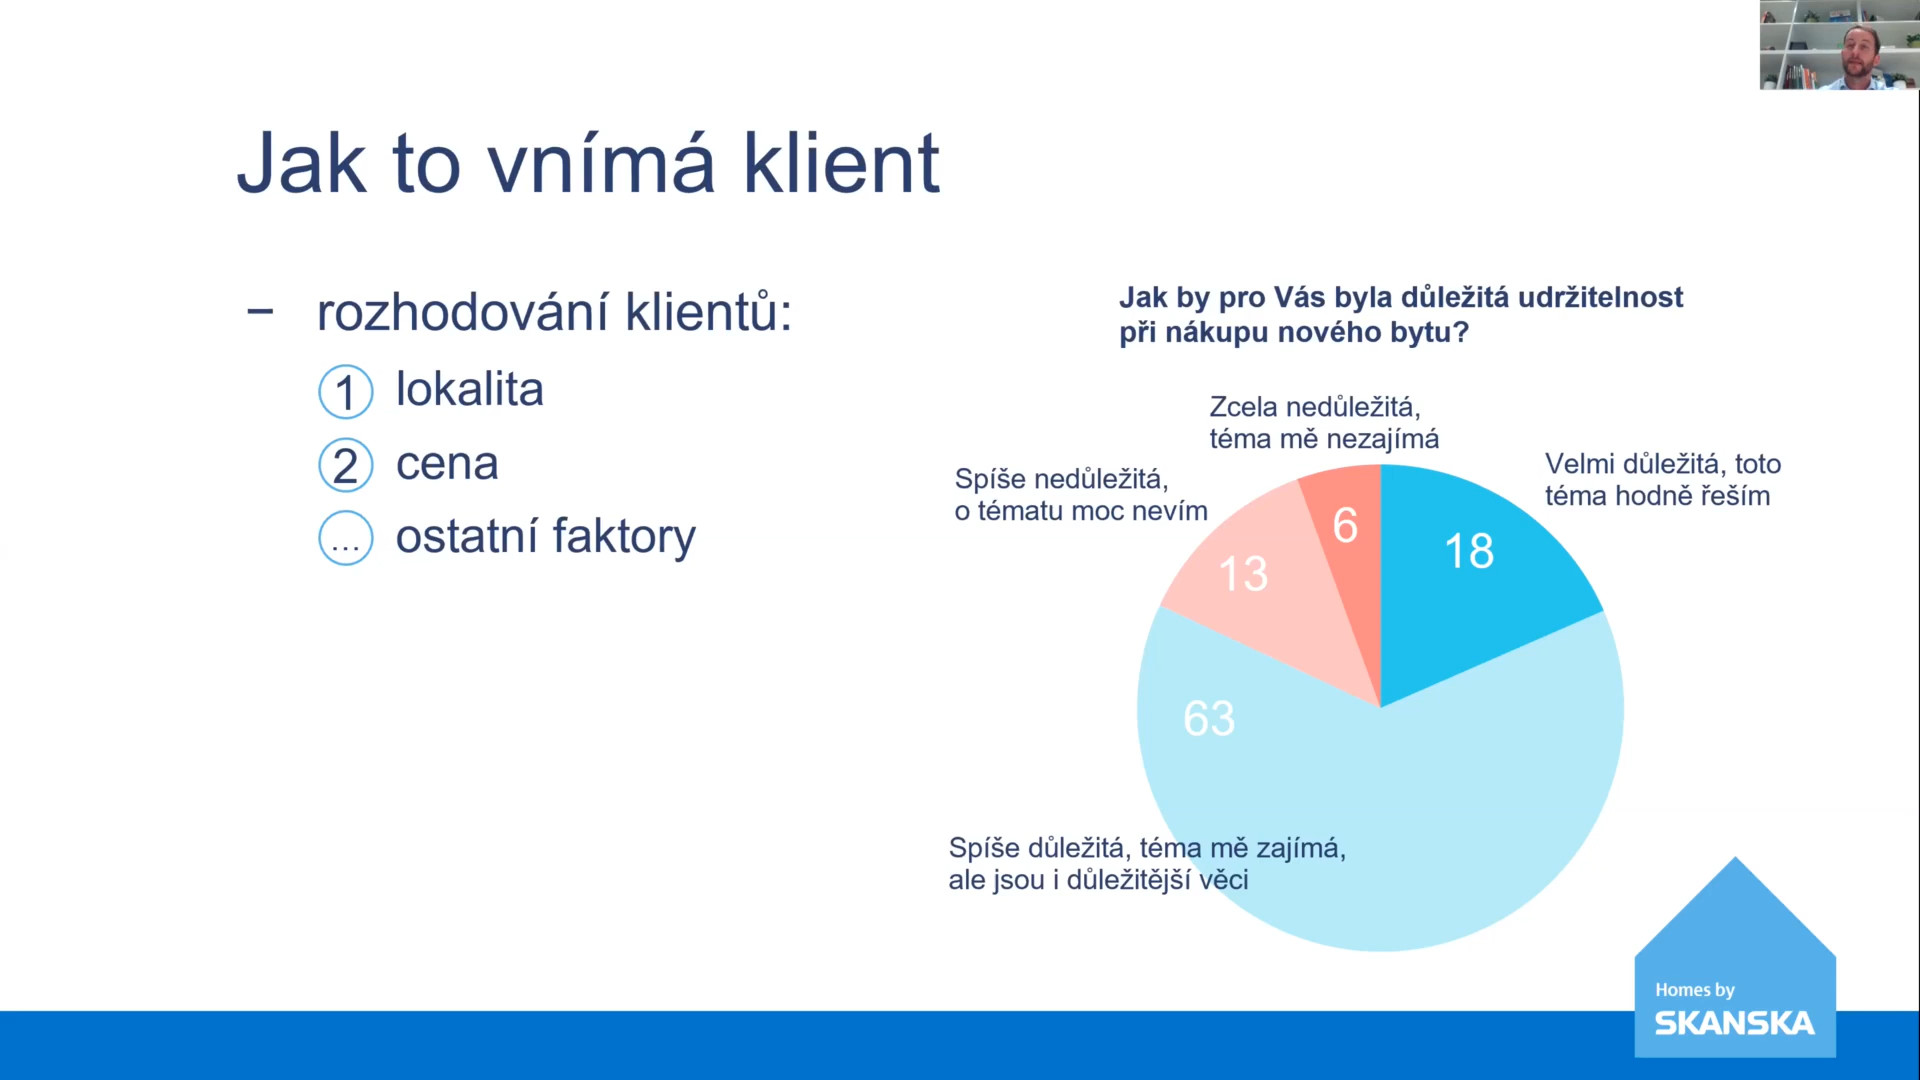 Jak to vnímá klient
− rozhodování klientů:
1 lokalita
2 cena
... ostatní faktory
Jak by pro Vás byla důležitá udržitelnost
při nákupu nového bytu?
Zcela nedůležitá,
téma mě nezajímá
Velmi důležitá, toto
téma hodně řeším
Spíše nedůležitá,
o tématu moc nevím
6
18
13
63
Spíše důležitá, téma mě zajímá,
ale jsou i důležitější věci
Homes by
SKANSKA